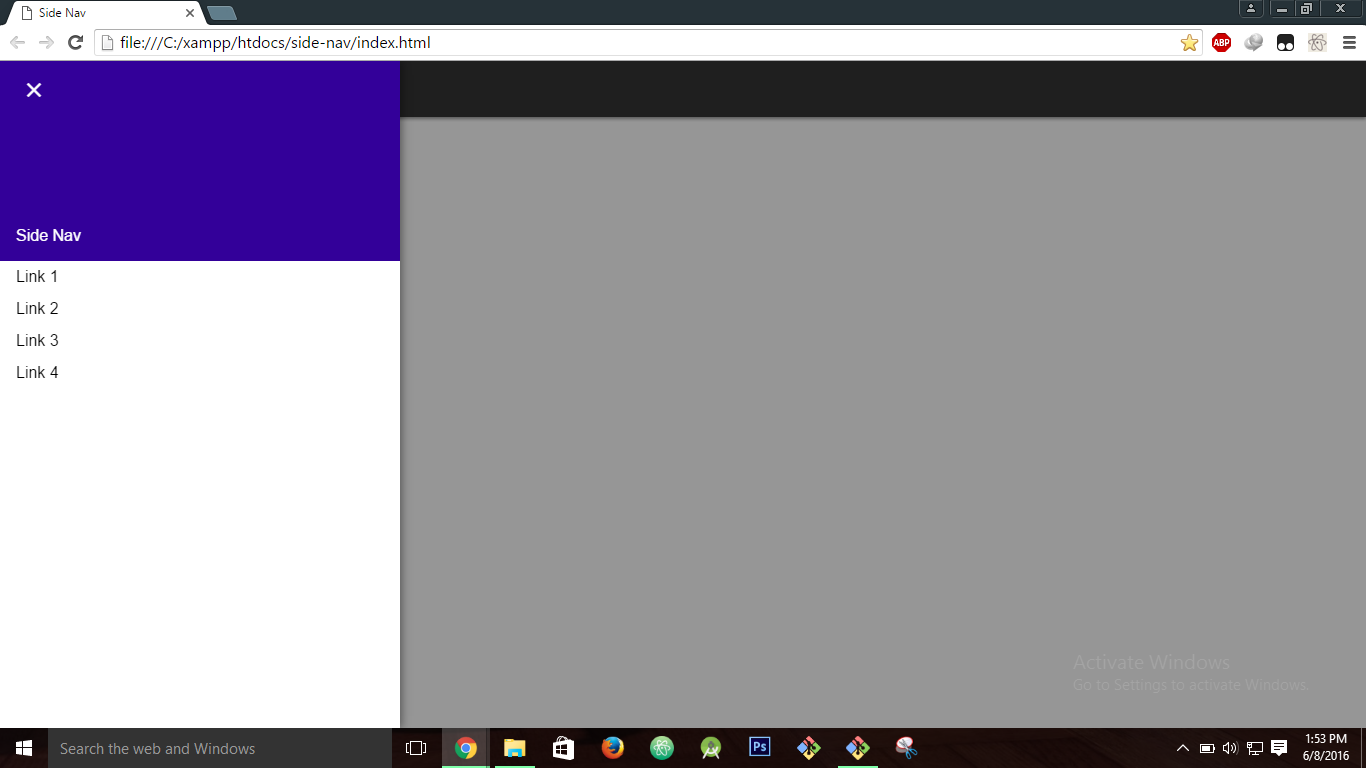 Side Nav
file:///C:/xampp/htdocs/side-nav/index.html
ABP
Side Nav
Link 1
Link 2
Link 3
Link 4
Activate Windows
Go to Settings to activate Windows.
Search the web and Windows
Ps
1:53 PM
6/8/2016